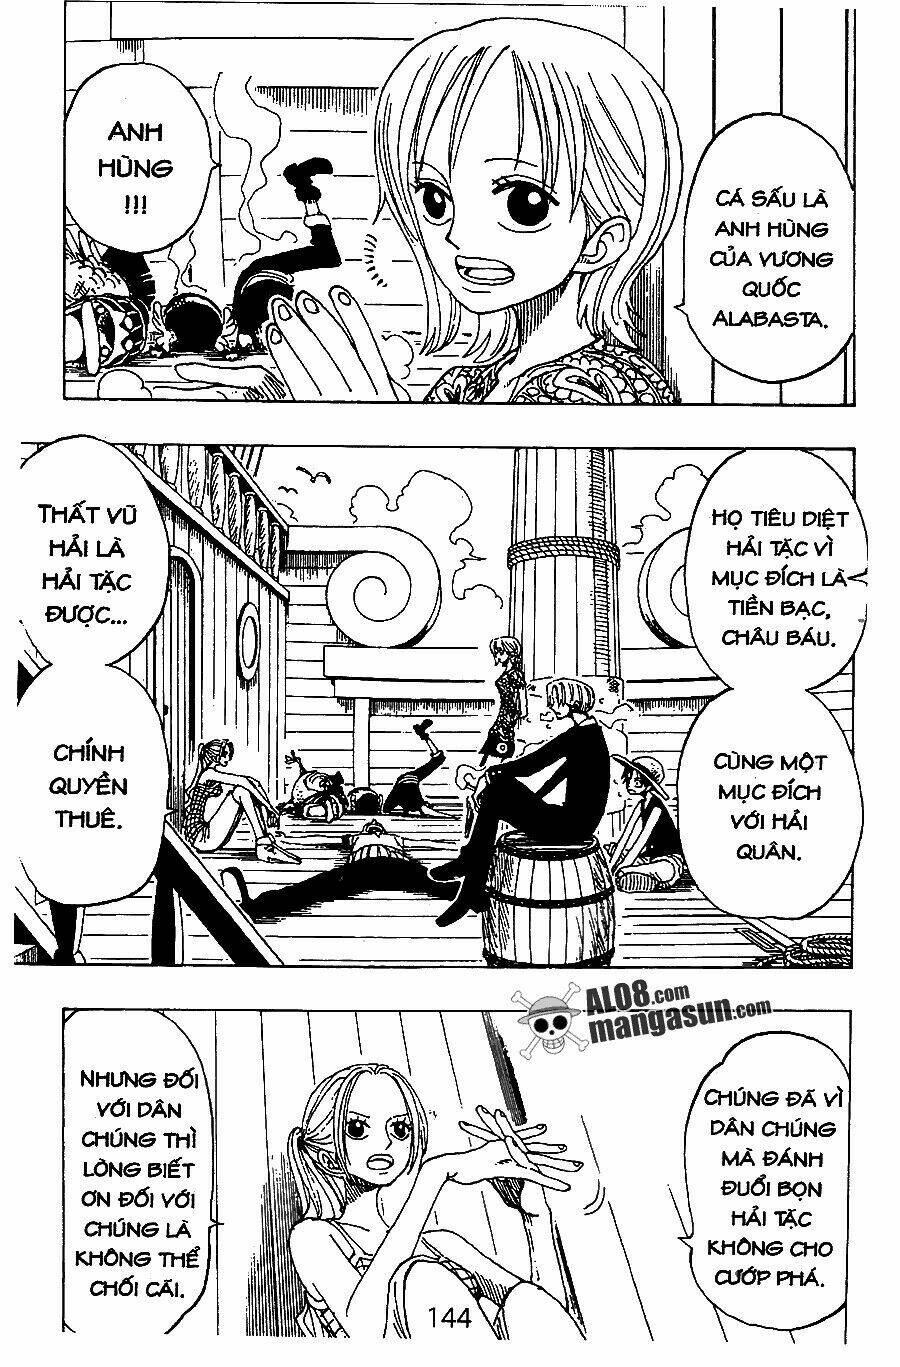 CÁ SẤU LÀ
ANH HÙNG
CỦA VƯƠNG
QUỐC
ALABASTA.
ANH
HÙNG
!!!
HỌ TIÊU DIỆT
HẢI TẶC VÌ
MỤC ĐÍCH LÀ
TIỀN BẠC,
CHÂU BÁU.
CÙNG MỘT
MỤC ĐÍCH
VỚI HẢI
QUÂN.
THẤT VŨ
HẢI LÀ
HẢI TẶC
ĐƯỢC...
CHÍNH
QUYỀN
THUÊ.
AL08.com
mangasun.com
CHÚNG ĐÃ VÌ
DÂN CHÚNG
MÀ ĐÁNH
ĐUỔI BỌN
HẢI TẶC
KHÔNG CHO
CƯỚP PHÁ.
NHƯNG ĐỐI
VỚI DÂN
CHÚNG THÌ
LÒNG BIẾT
ƠN ĐỐI VỚI
CHÚNG LÀ
KHÔNG THỂ
CHỐI CÃI.
144